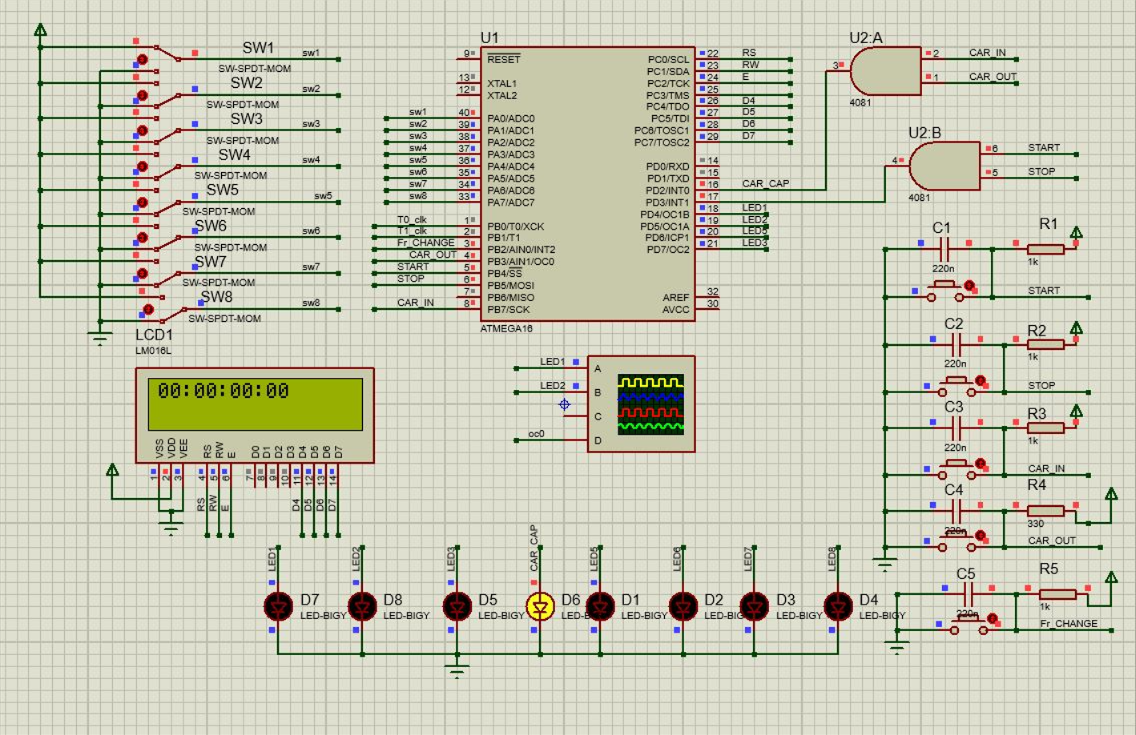 SW1
sw1
SW-SPDT-MOM
SW2
sw2
SW-SPDT-MOM
SW3
sw3
SW-SPDT-MOM
SW4
sw4
SW-SPDT-MOM
SW5
sw5
SW-SPDT-MOM
SW6
sw6
SW-SPDT-MOM
SW7
sw7
SW-SPDT-MOM
SW8
sw8
SW-SPDT-MOM
U1
9 RESET
13 XTAL1
12 XTAL2
sw1 40 PA0/ADC0
sw2 39 PA1/ADC1
sw3 38 PA2/ADC2
sw4 37 PA3/ADC3
sw5 36 PA4/ADC4
sw6 35 PA5/ADC5
sw7 34 PA6/ADC6
sw8 33 PA7/ADC7
T0_clk 1 PB0/T0/XCK
T1_clk 2 PB1/T1
Fr_CHANGE 3 PB2/AIN0/INT2
CAR_OUT 4 PB3/AIN1/OC0
START 5 PB4/SS
STOP 6 PB5/MOSI
7 PB6/MISO
CAR_IN 8 PB7/SCK
PC0/SCL 22 RS
PC1/SDA 23 RW
PC2/TCK 24 E
PC3/TMS 25
PC4/TDO 26 D4
PC5/TDI 27 D5
PC6/TOSC1 28 D6
PC7/TOSC2 29 D7
PD0/RXD 14
PD1/TXD 15
PD2/INT0 16 CAR_CAP
PD3/INT1 17
PD4/OC1B 18 LED1
PD5/OC1A 19 LED2
PD6/ICP1 20 LED5
PD7/OC2 21 LED3
AREF 32
AVCC 30
ATMEGA16
U2:A
3 2 CAR_IN
1 CAR_OUT
4081
U2:B
4 6 START
5 STOP
4081
C1 R1
220n 1k
START
C2 R2
220n 1k
STOP
C3 R3
220n 1k
CAR_IN
C4 R4
220n 330
CAR_OUT
C5 R5
220n 1k
Fr_CHANGE
LCD1
LM016L
00:00:00:00
VSS VDD VEE RS RW E D0 D1 D2 D3 D4 D5 D6 D7
1 2 3 4 5 6 7 8 9 10 11 12 13 14
RS RW E D4 D5 D6 D7
LED1 A
LED2 B
C
oc0 D
LED1 LED2 LED3 CAR_CAP LED5 LED6 LED7 LED8
D7 D8 D5 D6 D1 D2 D3 D4
LED-BIGY LED-BIGY LED-BIGY LED-B LED-BIGY LED-BIG LED-BIGY LED-BIGY